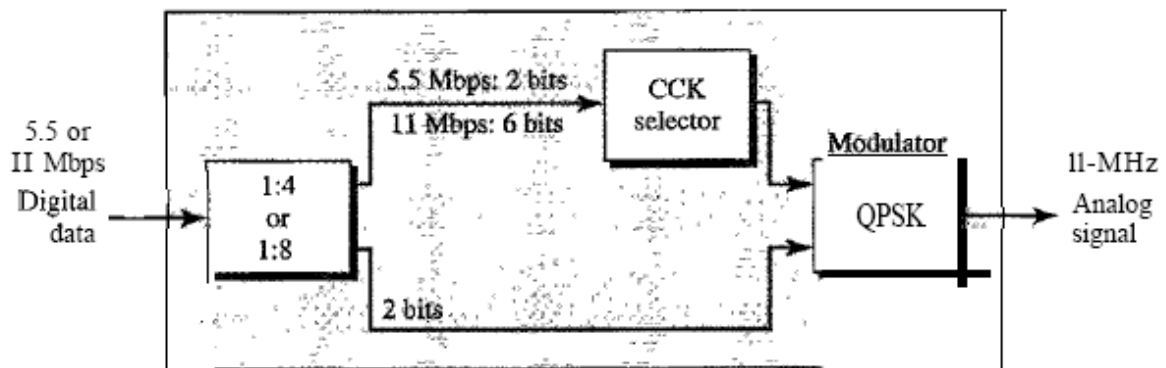 5.5 or
II Mbps
Digital
data
1:4
or
1:8
5.5 Mbps: 2 bits
11 Mbps: 6 bits
2 bits
CCK
selector
Modulator
QPSK
11-MHz
Analog
signal